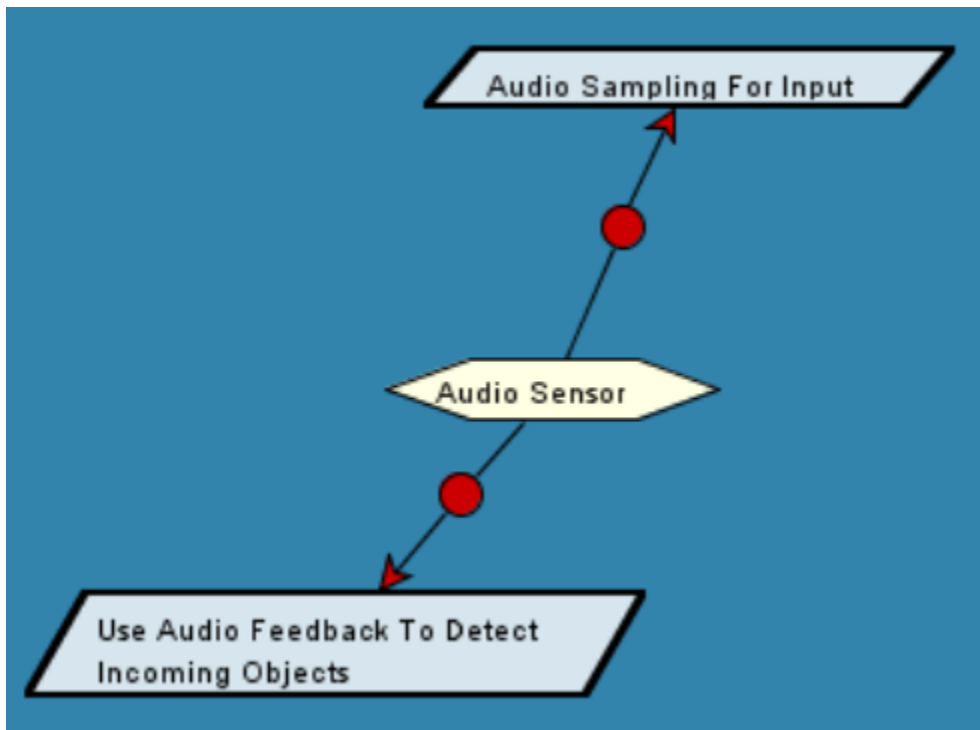 Audio Sampling For Input
Audio Sensor
Use Audio Feedback To Detect
Incoming Objects